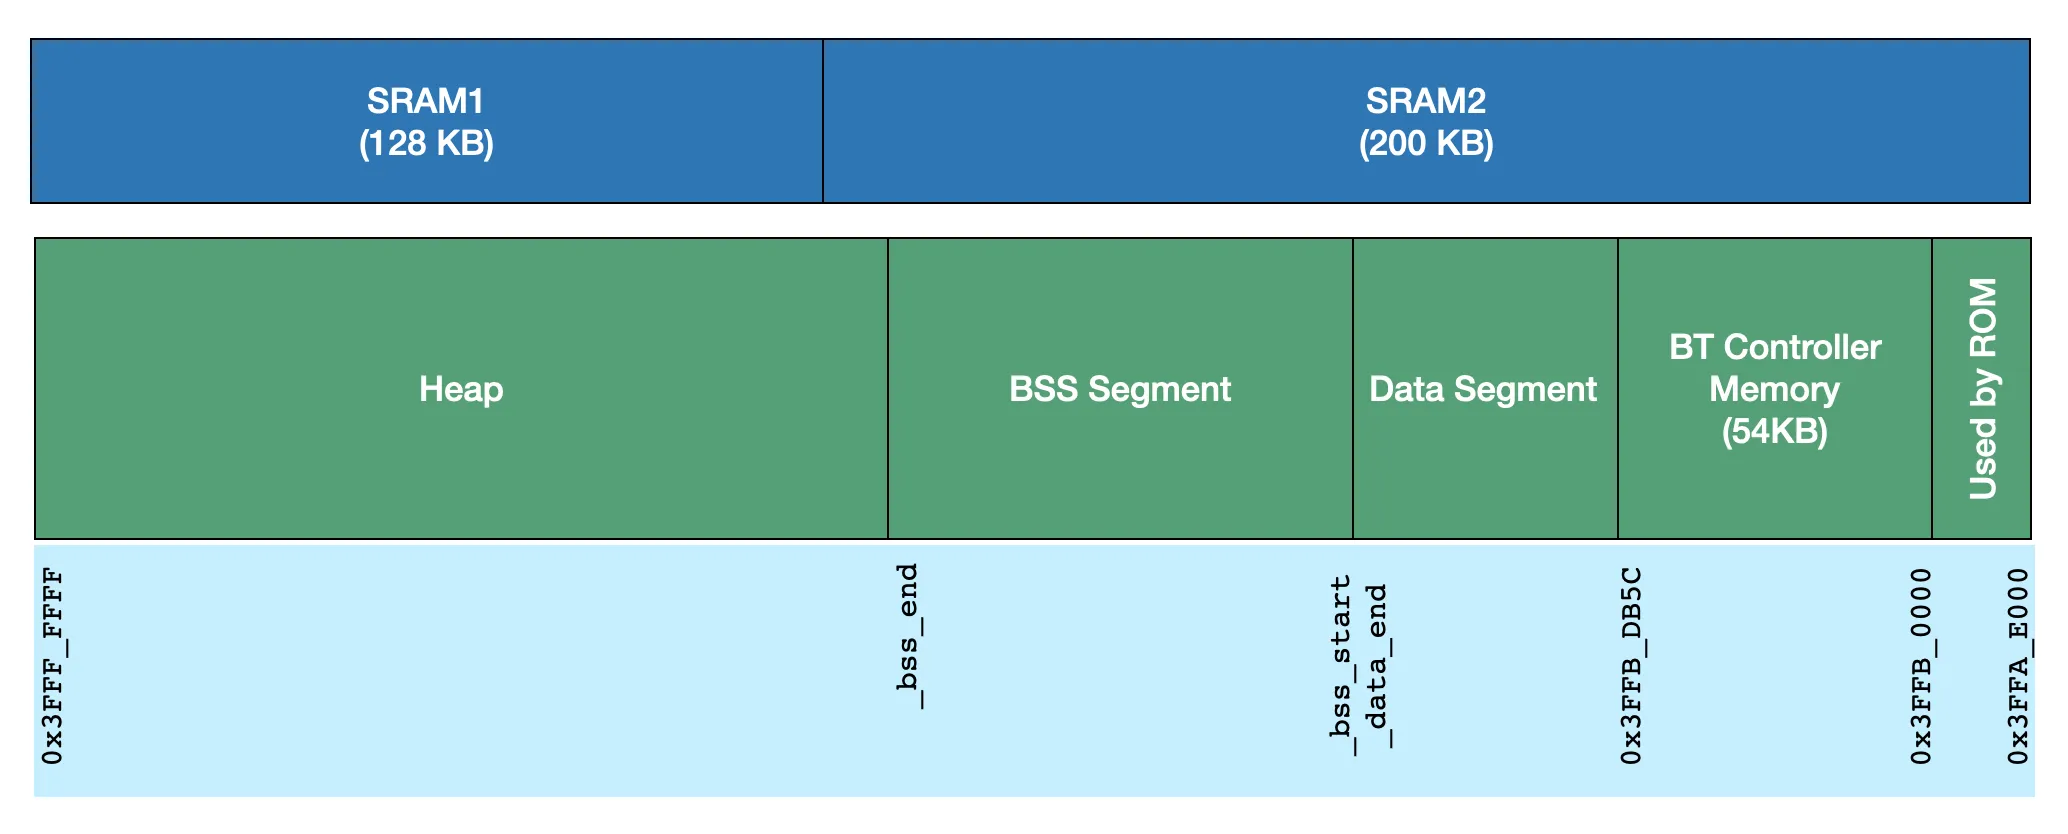 SRAM1
(128 KB)
SRAM2
(200 KB)
Heap
BSS Segment
Data Segment
BT Controller
Memory
(54KB)
Used by ROM
0x3FFF_FFFF
_bss_end
_bss_start
_data_end
0x3FFB_DB5C
0x3FFB_0000
0x3FFA_E000